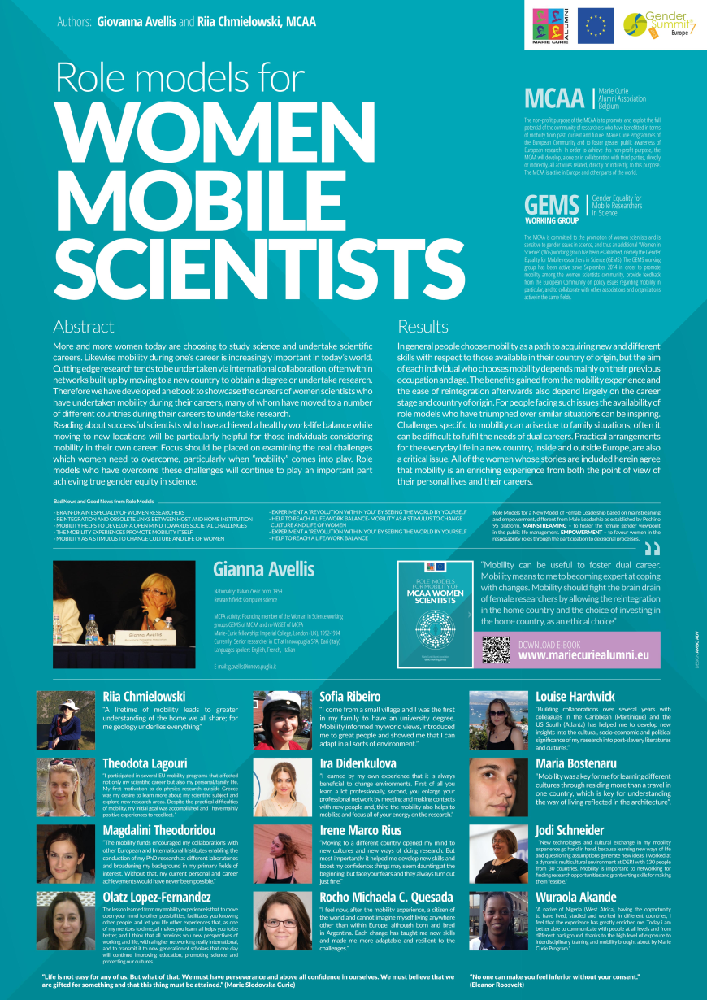 Authors: Giovanna Avellis and Riia Chmielowski, MCAA
MARIE CURIE ALUMNI
Gender
Summit 7
Europe
Role models for
WOMEN
MOBILE
SCIENTISTS
MCAA
Marie Curie
Alumni Association
Belgium
The non-profit purpose of the MCAA is to promote and exploit the full
potential of the community of researchers who have benefitted in terms
of mobility from past, current and future Marie Curie Programmes of
the European Community and to foster greater public awareness of
European research. In order to achieve this non-profit purpose, the
MCAA will develop, alone or in collaboration with third parties, directly
or indirectly, all activities related, directly or indirectly, to this purpose.
The MCAA is active in Europe and other parts of the world.
GEMS
WORKING GROUP
Gender Equality for
Mobile Researchers
in Science
The MCAA is committed to the promotion of women scientists and is
sensitive to gender issues in science, and thus an additional "Women in
Science" (WiS) working group has been established, namely the Gender
Equality for Mobile researchers in Science (GEMS). The GEMS working
group has been active since September 2014 in order to promote
mobility among the women scientists community, provide feedback
from the European Community on policy issues regarding mobility in
particular, and to collaborate with other associations and organizations
active in the same fields.
Abstract
More and more women today are choosing to study science and undertake scientific
careers. Likewise mobility during one's career is increasingly important in today's world.
Cutting edge research tends to be undertaken via international collaboration, often within
networks built up by moving to a new country to obtain a degree or undertake research.
Therefore we have developed an ebook to showcase the careers of women scientists who
have undertaken mobility during their careers, many of whom have moved to a number
of different countries during their careers to undertake research.
Reading about successful scientists who have achieved a healthy work-life balance while
moving to new locations will be particularly helpful for those individuals considering
mobility in their own career. Focus should be placed on examining the real challenges
which women need to overcome, particularly when "mobility" comes into play. Role
models who have overcome these challenges will continue to play an important part
achieving true gender equity in science.
Results
In general people choose mobility as a path to acquiring new and different
skills with respect to those available in their country of origin, but the aim
of each individual who chooses mobility depends mainly on their previous
occupation and age. The benefits gained from the mobility experience and
the ease of reintegration afterwards also depend largely on the career
stage and country of origin. For people facing such issues the availability of
role models who have triumphed over similar situations can be inspiring.
Challenges specific to mobility can arise due to family situations; often it
can be difficult to fulfil the needs of dual careers. Practical arrangements
for the everyday life in a new country, inside and outside Europe, are also
a critical issue. All of the women whose stories are included herein agree
that mobility is an enriching experience from both the point of view of
their personal lives and their careers.
Bad News and Good News from Role Models
- BRAIN-DRAIN ESPECIALLY OF WOMEN RESEARCHERS
- REINTEGRATION AND OBSOLETE LINKS BETWEEN HOST AND HOME INSTITUTION
- MOBILITY HELPS TO DEVELOP A OPEN MIND TOWARDS SOCIETAL CHALLENGES
- THE MOBILITY EXPERIENCES PROMOTE MOBILITY ITSELF
- MOBILITY AS A STIMULUS TO CHANGE CULTURE AND LIFE OF WOMEN
- EXPERIMENT A "REVOLUTION WITHIN YOU" BY SEEING THE WORLD BY YOURSELF
- HELP TO REACH A LIFE/WORK BALANCE- MOBILITY AS A STIMULUS TO CHANGE
CULTURE AND LIFE OF WOMEN
- EXPERIMENT A "REVOLUTION WITHIN YOU" BY SEEING THE WORLD BY YOURSELF
- HELP TO REACH A LIFE/WORK BALANCE
Role Models for a New Model of Female Leadelship based on mainstreaming
and empowerment, different from Male Leadeship as established by Pechino
95 platform. MAINSTREAMING – to foster the female gender viewpoint
in the public life management. EMPOWERMENT – to favour women in the
resposability roles through the participation to decisional processes.
Gianna Avellis
Gianna Avellis
Nationality: Italian /Year born: 1959
Research field: Computer science
MCFA activity: Founding member of the Woman in Science working
groups GEMS of MCAA and m-WiSET of MCFA
Marie-Curie fellowship: Imperial College, London (UK), 1992-1994
Currently: Senior researcher in ICT at Innovapuglia SPA, Bari (Italy)
Languages spoken: English, French, Italian
E-mail: g.avellis@innova.puglia.it
ROLE MODELS
FOR MOBILITY OF
MCAA WOMEN
SCIENTISTS
"Mobility can be useful to foster dual career.
Mobility means to me to becoming expert at coping
with changes. Mobility should fight the brain drain
of female researchers by allowing the reintegration
in the home country and the choice of investing in
the home country, as an ethical choice"
DOWNLOAD E-BOOK
www.mariecuriealumni.eu
DESIGN AMBO ADV
Riia Chmielowski
"A lifetime of mobility leads to greater
understanding of the home we all share; for
me geology underlies everything"
Sofia Ribeiro
"I come from a small village and I was the first
in my family to have an university degree.
Mobility informed my world views, introduced
me to great people and showed me that I can
adapt in all sorts of environment."
Louise Hardwick
"Building collaborations over several years with
colleagues in the Caribbean (Martinique) and the
US South (Atlanta) has helped me to develop new
insights into the cultural, socio-economic and political
significance of my research into post-slavery literatures
and cultures."
Theodota Lagouri
"I participated in several EU mobility programs that affected
not only my scientific career but also my personal/family life.
My first motivation to do physics research outside Greece
was my desire to learn more about my scientific subject and
explore new research areas. Despite the practical difficulties
of mobility, my initial goal was accomplished and I have mainly
positive experiences to recollect. "
Ira Didenkulova
"I learned by my own experience that it is always
beneficial to change environments. First of all you
learn a lot professionally, second, you enlarge your
professional network by meeting and making contacts
with new people and, third the mobility also helps to
mobilize and focus all of your energy on the research."
Maria Bostenaru
"Mobility was a key for me for learning different
cultures through residing more than a travel in
one country, which is key for understanding
the way of living reflected in the architecture".
Magdalini Theodoridou
"The mobility funds encouraged my collaborations with
other European and International Institutes enabling the
conduction of my PhD research at different laboratories
and broadening my background in my primary fields of
interest. Without that, my current personal and career
achievements would have never been possible."
Irene Marco Rius
"Moving to a different country opened my mind to
new cultures and new ways of doing research. But
most importantly it helped me develop new skills and
boost my confidence: things may seem daunting at the
beginning, but face your fears and they always turn out
just fine."
Jodi Schneider
"New technologies and cultural exchange in my mobility
experience go hand in hand, because learning new ways of life
and questioning assumptions generate new ideas. I worked at
a dynamic multicultural environment at DERI with 130 people
from 30 countries. Mobility is important to networking for
finding research opportunities and grantwrting skills for making
them feasible."
Olatz Lopez-Fernandez
The lesson learned from my mobility experience is that to move
open your mind to other possibilities, facilitates you knowing
other people, and let you life other experiences that, as one
of my mentors told me, all makes you learn, all helps you to be
better; and I think that all provides you new perspectives of
working and life, with a higher networking really international,
and to transmit it to new generation of scholars that one day
will continue improving education, promoting science and
protecting our cultures.
Rocho Michaela C. Quesada
"I feel now, after the mobility experience, a citizen of
the world and cannot imagine myself living anywhere
other than within Europe, although born and bred
in Argentina. Each change has taught me new skills
and made me more adaptable and resilient to the
challenges."
Wuraola Akande
"A native of Nigeria (West Africa), having the opportunity
to have lived, studied and worked in different countries, i
feel that the experience has greatly enriched me. Today I am
better able to communicate with people at all levels and from
different background, thanks to the high level of exposure to
interdisciplinary training and mobility brought about by Marie
Curie Program."
"Life is not easy for any of us. But what of that. We must have perseverance and above all confidence in ourselves. We must believe that we
are gifted for something and that this thing must be attained." (Marie Slodovska Curie)
"No one can make you feel inferior without your consent."
(Eleanor Roosvelt)